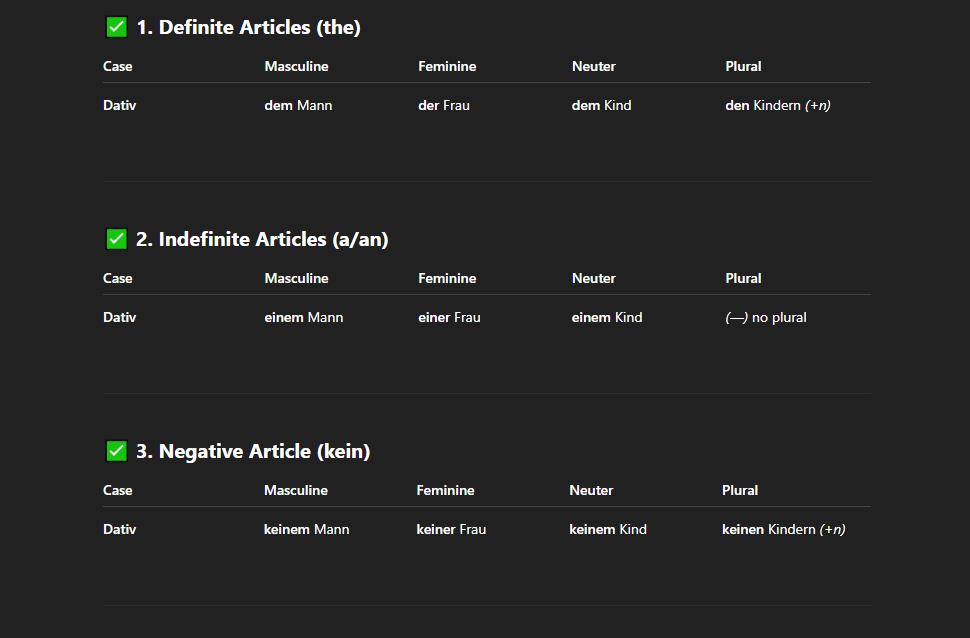 ✅ 1. Definite Articles (the)
Case Masculine Feminine Neuter Plural
Dativ dem Mann der Frau dem Kind den Kindern (+n)
✅ 2. Indefinite Articles (a/an)
Case Masculine Feminine Neuter Plural
Dativ einem Mann einer Frau einem Kind (—) no plural
✅ 3. Negative Article (kein)
Case Masculine Feminine Neuter Plural
Dativ keinem Mann keiner Frau keinem Kind keinen Kindern (+n)